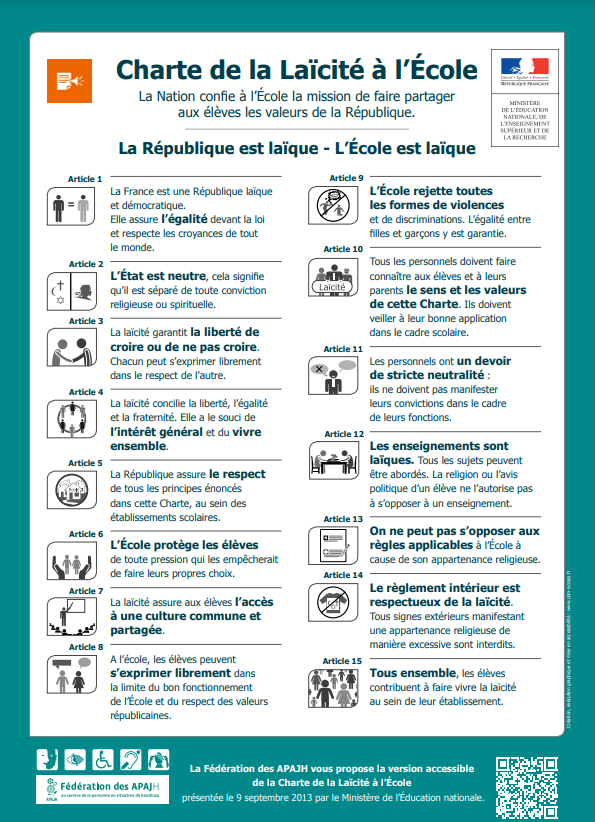 Charte de la Laïcité à l'École
La Nation confie à l'École la mission de faire partager
aux élèves les valeurs de la République.
Liberté • Égalité • Fraternité
RÉPUBLIQUE FRANÇAISE
MINISTÈRE
DE L'ÉDUCATION
NATIONALE, DE
L'ENSEIGNEMENT
SUPÉRIEUR ET DE
LA RECHERCHE
La République est laïque - L'École est laïque
Article 1
La France est une République laïque
et démocratique.
Elle assure l'égalité devant la loi
et respecte les croyances de tout
le monde.
Article 2
L'État est neutre, cela signifie
qu'il est séparé de toute conviction
religieuse ou spirituelle.
Article 3
La laïcité garantit la liberté de
croire ou de ne pas croire.
Chacun peut s'exprimer librement
dans le respect de l'autre.
Article 4
La laïcité concilie la liberté, l'égalité
et la fraternité. Elle a le souci de
l'intérêt général et du vivre
ensemble.
Article 5
La République assure le respect
de tous les principes énoncés
dans cette Charte, au sein des
établissements scolaires.
Article 6
L'École protège les élèves
de toute pression qui les empêcherait
de faire leurs propres choix.
Article 7
La laïcité assure aux élèves l'accès
à une culture commune et
partagée.
Article 8
A l'école, les élèves peuvent
s'exprimer librement dans
la limite du bon fonctionnement
de l'École et du respect des valeurs
républicaines.
Article 9
L'École rejette toutes
les formes de violences
et de discriminations. L'égalité entre
filles et garçons y est garantie.
Article 10
Laïcité
Tous les personnels doivent faire
connaître aux élèves et à leurs
parents le sens et les valeurs
de cette Charte. Ils doivent
veiller à leur bonne application
dans le cadre scolaire.
Article 11
Les personnels ont un devoir
de stricte neutralité :
ils ne doivent pas manifester
leurs convictions dans le cadre
de leurs fonctions.
Article 12
Les enseignements sont
laïques. Tous les sujets peuvent
être abordés. La religion ou l'avis
politique d'un élève ne l'autorise pas
à s'opposer à un enseignement.
Article 13
On ne peut pas s'opposer aux
règles applicables à l'École à
cause de son appartenance religieuse.
Article 14
Le règlement intérieur est
respectueux de la laïcité.
Tous signes extérieurs manifestant
une appartenance religieuse de
manière excessive sont interdits.
Article 15
Tous ensemble, les élèves
contribuent à faire vivre la laïcité
au sein de leur établissement.
APAJH
Fédération des APAJH
au service de la personne en situation de handicap
La Fédération des APAJH vous propose la version accessible
de la Charte de la Laïcité à l'École
présentée le 9 septembre 2013 par le Ministère de l'Éducation nationale.